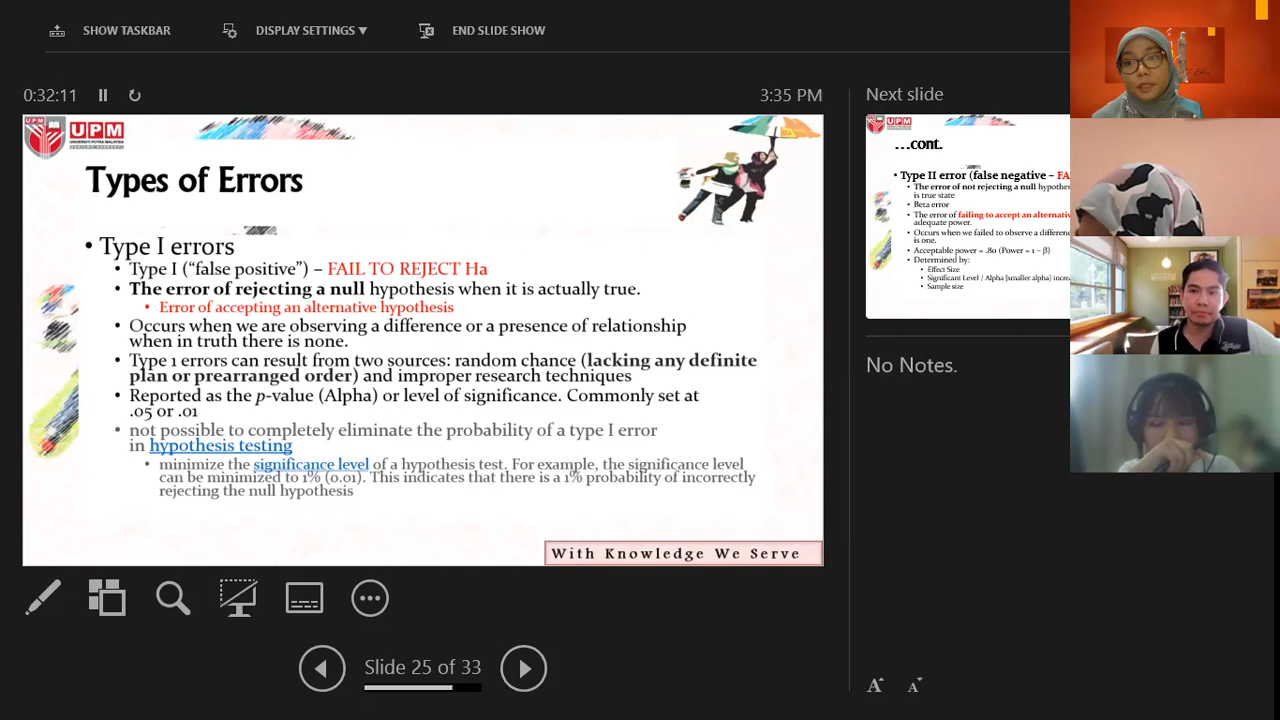 SHOW TASKBAR
DISPLAY SETTINGS ▼
END SLIDE SHOW
0:32:11
3:35 PM
Next slide
UPM
UNIVERSITI PUTRA MALAYSIA
Types of Errors
• Type I errors
• Type I (“false positive”) – FAIL TO REJECT Ha
• The error of rejecting a null hypothesis when it is actually true.
• Error of accepting an alternative hypothesis
• Occurs when we are observing a difference or a presence of relationship
when in truth there is none.
• Type 1 errors can result from two sources: random chance (lacking any definite
plan or prearranged order) and improper research techniques
• Reported as the p-value (Alpha) or level of significance. Commonly set at
.05 or .01
• not possible to completely eliminate the probability of a type I error
in hypothesis testing
• minimize the significance level of a hypothesis test. For example, the significance level
can be minimized to 1% (0.01). This indicates that there is a 1% probability of incorrectly
rejecting the null hypothesis
With Knowledge We Serve
UPM
...cont.
• Type II error (false negative – FA
• The error of not rejecting a null hypothes
is true state
• Beta error
• The error of failing to accept an alternativ
adequate power.
• Occurs when we failed to observe a differenc
is one.
• Acceptable power = .80 (Power = 1 – β)
• Determined by:
• Effect Size
• Significant Level / Alpha [smaller alpha] incre
• Sample size
No Notes.
Slide 25 of 33
A
A